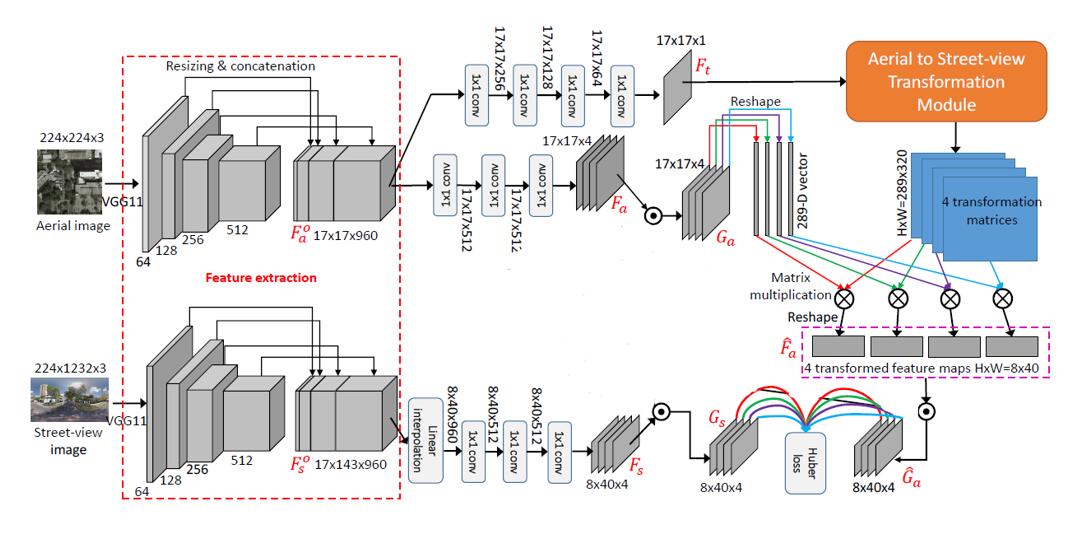 Resizing & concatenation
224x224x3
Aerial image
VGG11
64
128
256
512
F_a^o 17x17x960
Feature extraction
1x1 conv
17x17x256
1x1 conv
17x17x128
1x1 conv
17x17x64
1x1 conv
17x17x1
F_t
Aerial to Street-view
Transformation
Module
1x1 conv
17x17x512
1x1 conv
17x17x512
1x1 conv
17x17x4
F_a
17x17x4
G_a
Reshape
289-D vector
HxW=289x320
4 transformation
matrices
Matrix
multiplication
Reshape
F̂_a
4 transformed feature maps HxW=8x40
224x1232x3
Street-view
image
VGG11
64
128
256
512
F_s^o 17x143x960
Linear
interpolation
8x40x960
1x1 conv
8x40x512
1x1 conv
8x40x512
1x1 conv
8x40x4
F_s
G_s
8x40x4
Huber
loss
8x40x4
Ĝ_a